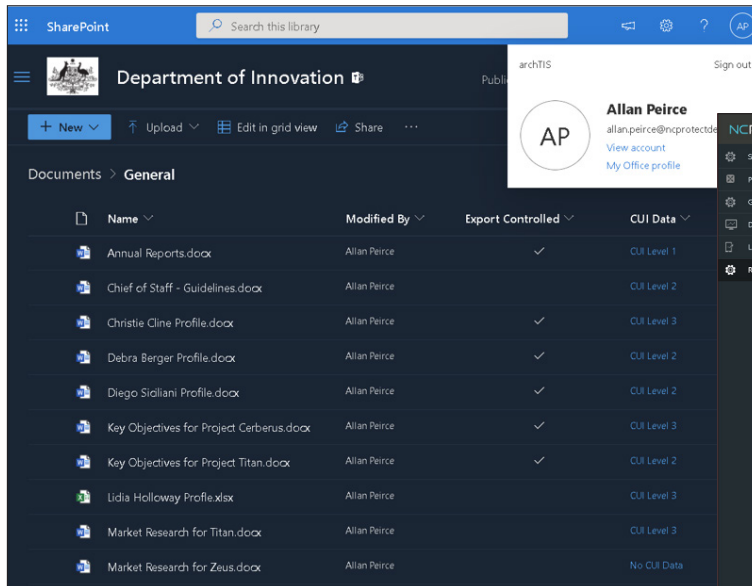 SharePoint
Search this library
AP
archTIS
Sign out
Department of Innovation
Publi
Allan Peirce
AP
allan.peirce@ncprotectde
View account
My Office profile
+ New
Upload
Edit in grid view
Share
...
Documents > General
Name
Modified By
Export Controlled
CUI Data
Annual Reports.docx
Allan Peirce
CUI Level 1
Chief of Staff - Guidelines.docx
Allan Peirce
CUI Level 2
Christie Cline Profile.docx
Allan Peirce
CUI Level 3
Debra Berger Profile.docx
Allan Peirce
CUI Level 2
Diego Siciliani Profile.docx
Allan Peirce
CUI Level 2
Key Objectives for Project Cerberus.docx
Allan Peirce
CUI Level 3
Key Objectives for Project Titan.docx
Allan Peirce
CUI Level 2
Lidia Holloway Profle.xlsx
Allan Peirce
CUI Level 3
Market Research for Titan.docx
Allan Peirce
CUI Level 3
Market Research for Zeus.docx
Allan Peirce
No CUI Data